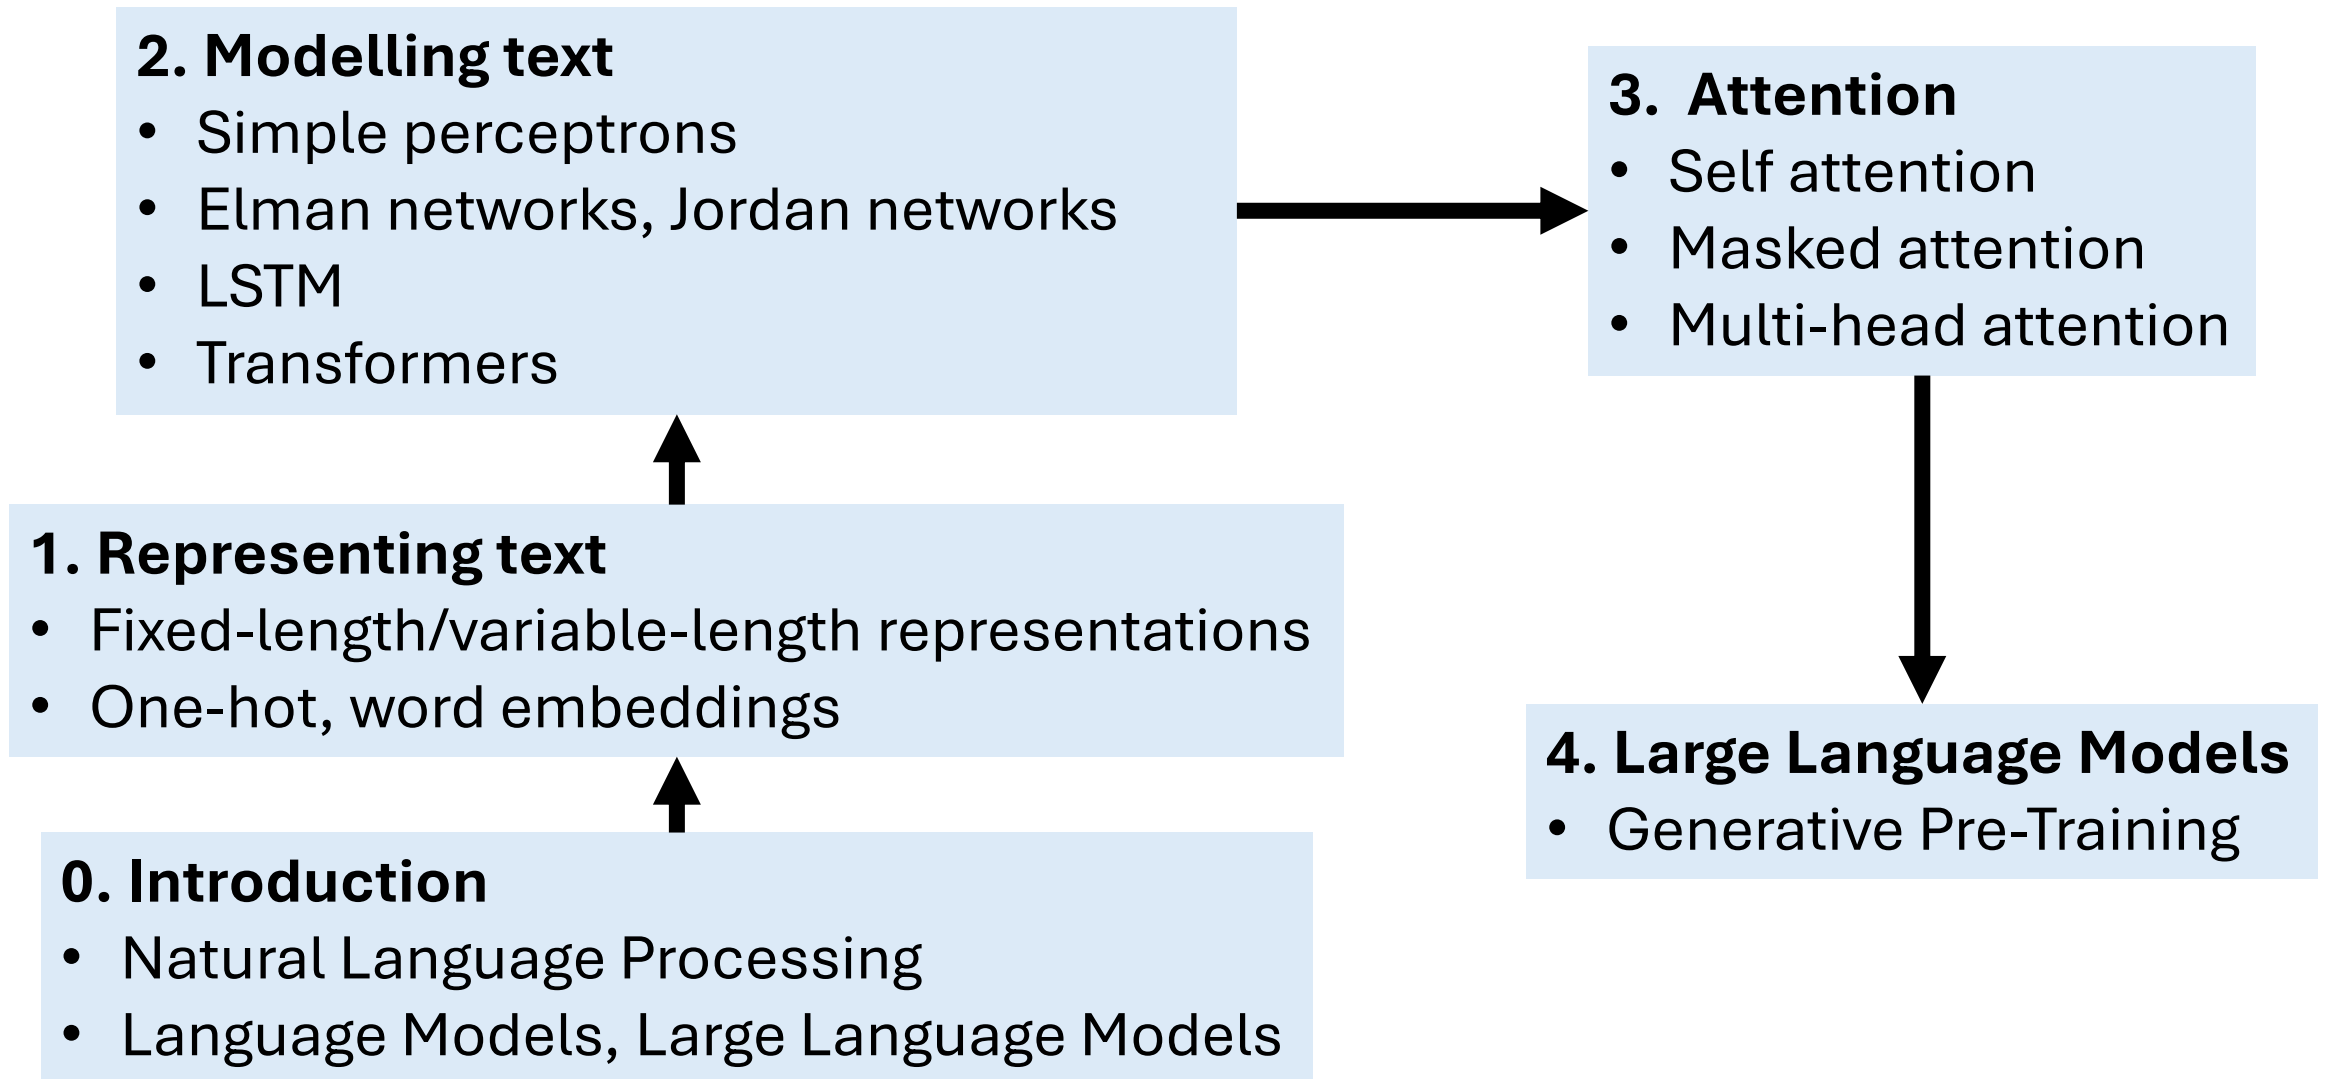 2. Modelling text
• Simple perceptrons
• Elman networks, Jordan networks
• LSTM
• Transformers
3. Attention
• Self attention
• Masked attention
• Multi-head attention
1. Representing text
• Fixed-length/variable-length representations
• One-hot, word embeddings
4. Large Language Models
• Generative Pre-Training
0. Introduction
• Natural Language Processing
• Language Models, Large Language Models